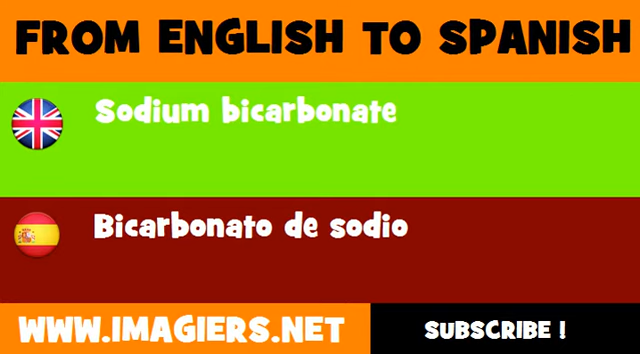 FROM ENGLISH TO SPANISH
Sodium bicarbonate
Bicarbonato de sodio
WWW.IMAGIERS.NET
SUBSCRIBE !